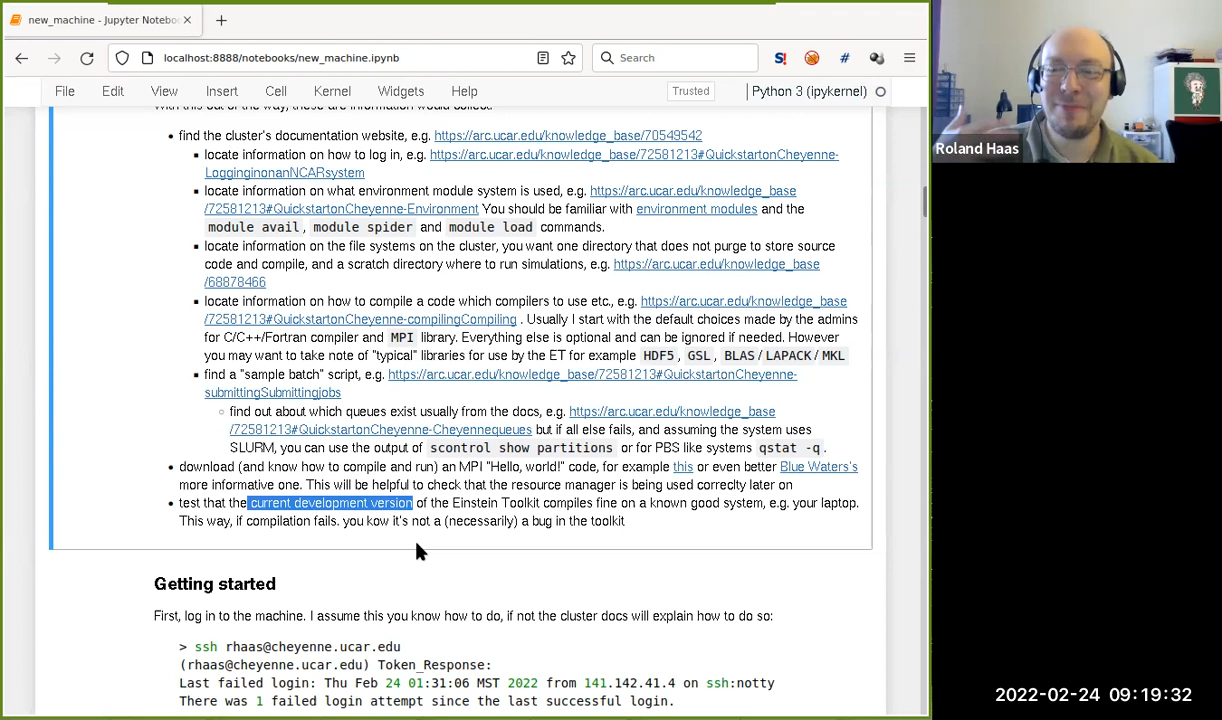 new_machine - Jupyter Noteboo
localhost:8888/notebooks/new_machine.ipynb
Search
S!
#
File Edit View Insert Cell Kernel Widgets Help
Trusted
Python 3 (ipykernel)
With this out of the way, these are information would collect:
find the cluster's documentation website, e.g. https://arc.ucar.edu/knowledge_base/70549542
locate information on how to log in, e.g. https://arc.ucar.edu/knowledge_base/72581213#QuickstartonCheyenne-
LogginginonanNCARsystem
locate information on what environment module system is used, e.g. https://arc.ucar.edu/knowledge_base
/72581213#QuickstartonCheyenne-Environment You should be familiar with environment modules and the
module avail, module spider and module load commands.
locate information on the file systems on the cluster, you want one directory that does not purge to store source
code and compile, and a scratch directory where to run simulations, e.g. https://arc.ucar.edu/knowledge_base
/68878466
locate information on how to compile a code which compilers to use etc., e.g. https://arc.ucar.edu/knowledge_base
/72581213#QuickstartonCheyenne-compilingCompiling . Usually I start with the default choices made by the admins
for C/C++/Fortran compiler and MPI library. Everything else is optional and can be ignored if needed. However
you may want to take note of "typical" libraries for use by the ET for example HDF5, GSL, BLAS/LAPACK/MKL
find a "sample batch" script, e.g. https://arc.ucar.edu/knowledge_base/72581213#QuickstartonCheyenne-
submittingSubmittingjobs
find out about which queues exist usually from the docs, e.g. https://arc.ucar.edu/knowledge_base
/72581213#QuickstartonCheyenne-Cheyennequeues but if all else fails, and assuming the system uses
SLURM, you can use the output of scontrol show partitions or for PBS like systems qstat -q.
download (and know how to compile and run) an MPI "Hello, world!" code, for example this or even better Blue Waters's
more informative one. This will be helpful to check that the resource manager is being used correclty later on
test that the current development version of the Einstein Toolkit compiles fine on a known good system, e.g. your laptop.
This way, if compilation fails. you kow it's not a (necessarily) a bug in the toolkit
Getting started
First, log in to the machine. I assume this you know how to do, if not the cluster docs will explain how to do so:
> ssh rhaas@cheyenne.ucar.edu
(rhaas@cheyenne.ucar.edu) Token_Response:
Last failed login: Thu Feb 24 01:31:06 MST 2022 from 141.142.41.4 on ssh:notty
There was 1 failed login attempt since the last successful login.
Roland Haas
2022-02-24 09:19:32